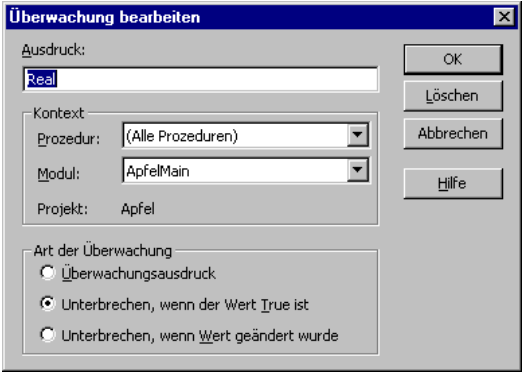 Überwachung bearbeiten
Ausdruck:
Real
Kontext
Prozedur: (Alle Prozeduren)
Modul: ApfelMain
Projekt: Apfel
Art der Überwachung
Überwachungsausdruck
Unterbrechen, wenn der Wert True ist
Unterbrechen, wenn Wert geändert wurde
OK
Löschen
Abbrechen
Hilfe